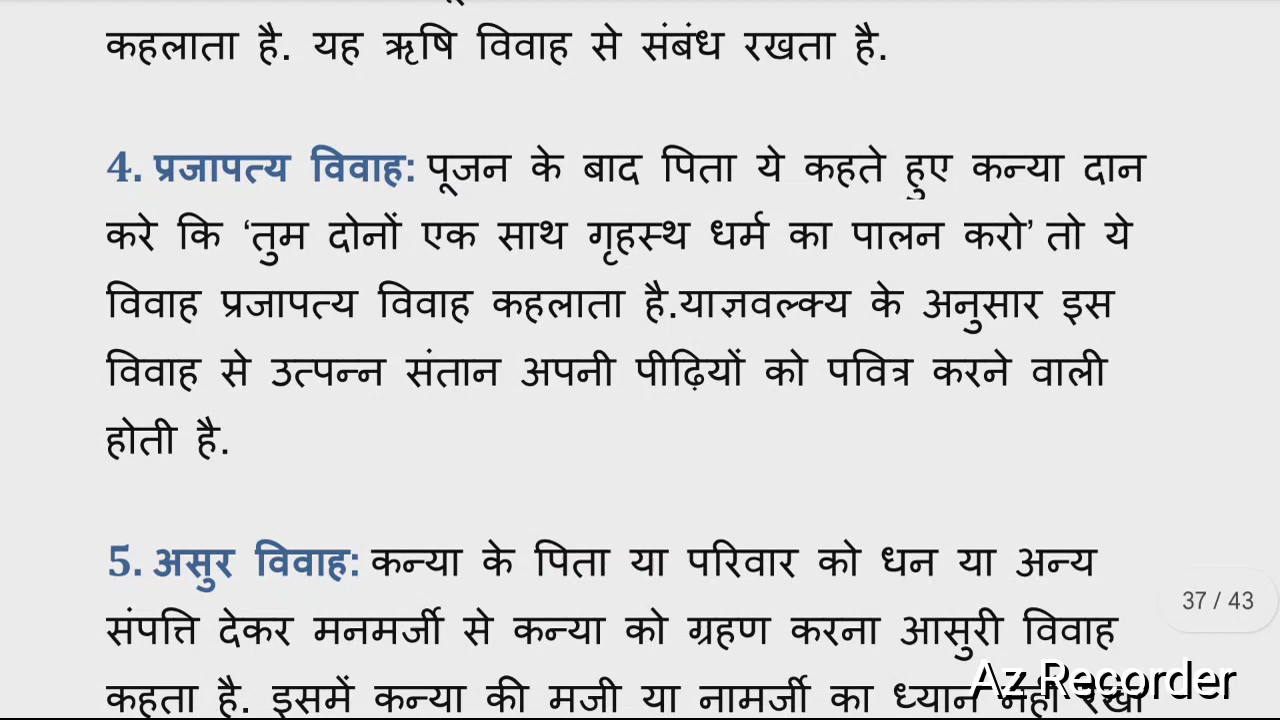 कहलाता है. यह ऋषि विवाह से संबंध रखता है.
4. प्रजापत्य विवाह: पूजन के बाद पिता ये कहते हुए कन्या दान
करे कि ‘तुम दोनों एक साथ गृहस्थ धर्म का पालन करो’ तो ये
विवाह प्रजापत्य विवाह कहलाता है.याज्ञवल्क्य के अनुसार इस
विवाह से उत्पन्न संतान अपनी पीढ़ियों को पवित्र करने वाली
होती है.
5. असुर विवाह: कन्या के पिता या परिवार को धन या अन्य
संपत्ति देकर मनमर्जी से कन्या को ग्रहण करना आसुरी विवाह
कहता है. इसमें कन्या की मजी या नामर्जी का ध्यान नही रखा
37 / 43
Az Recorder